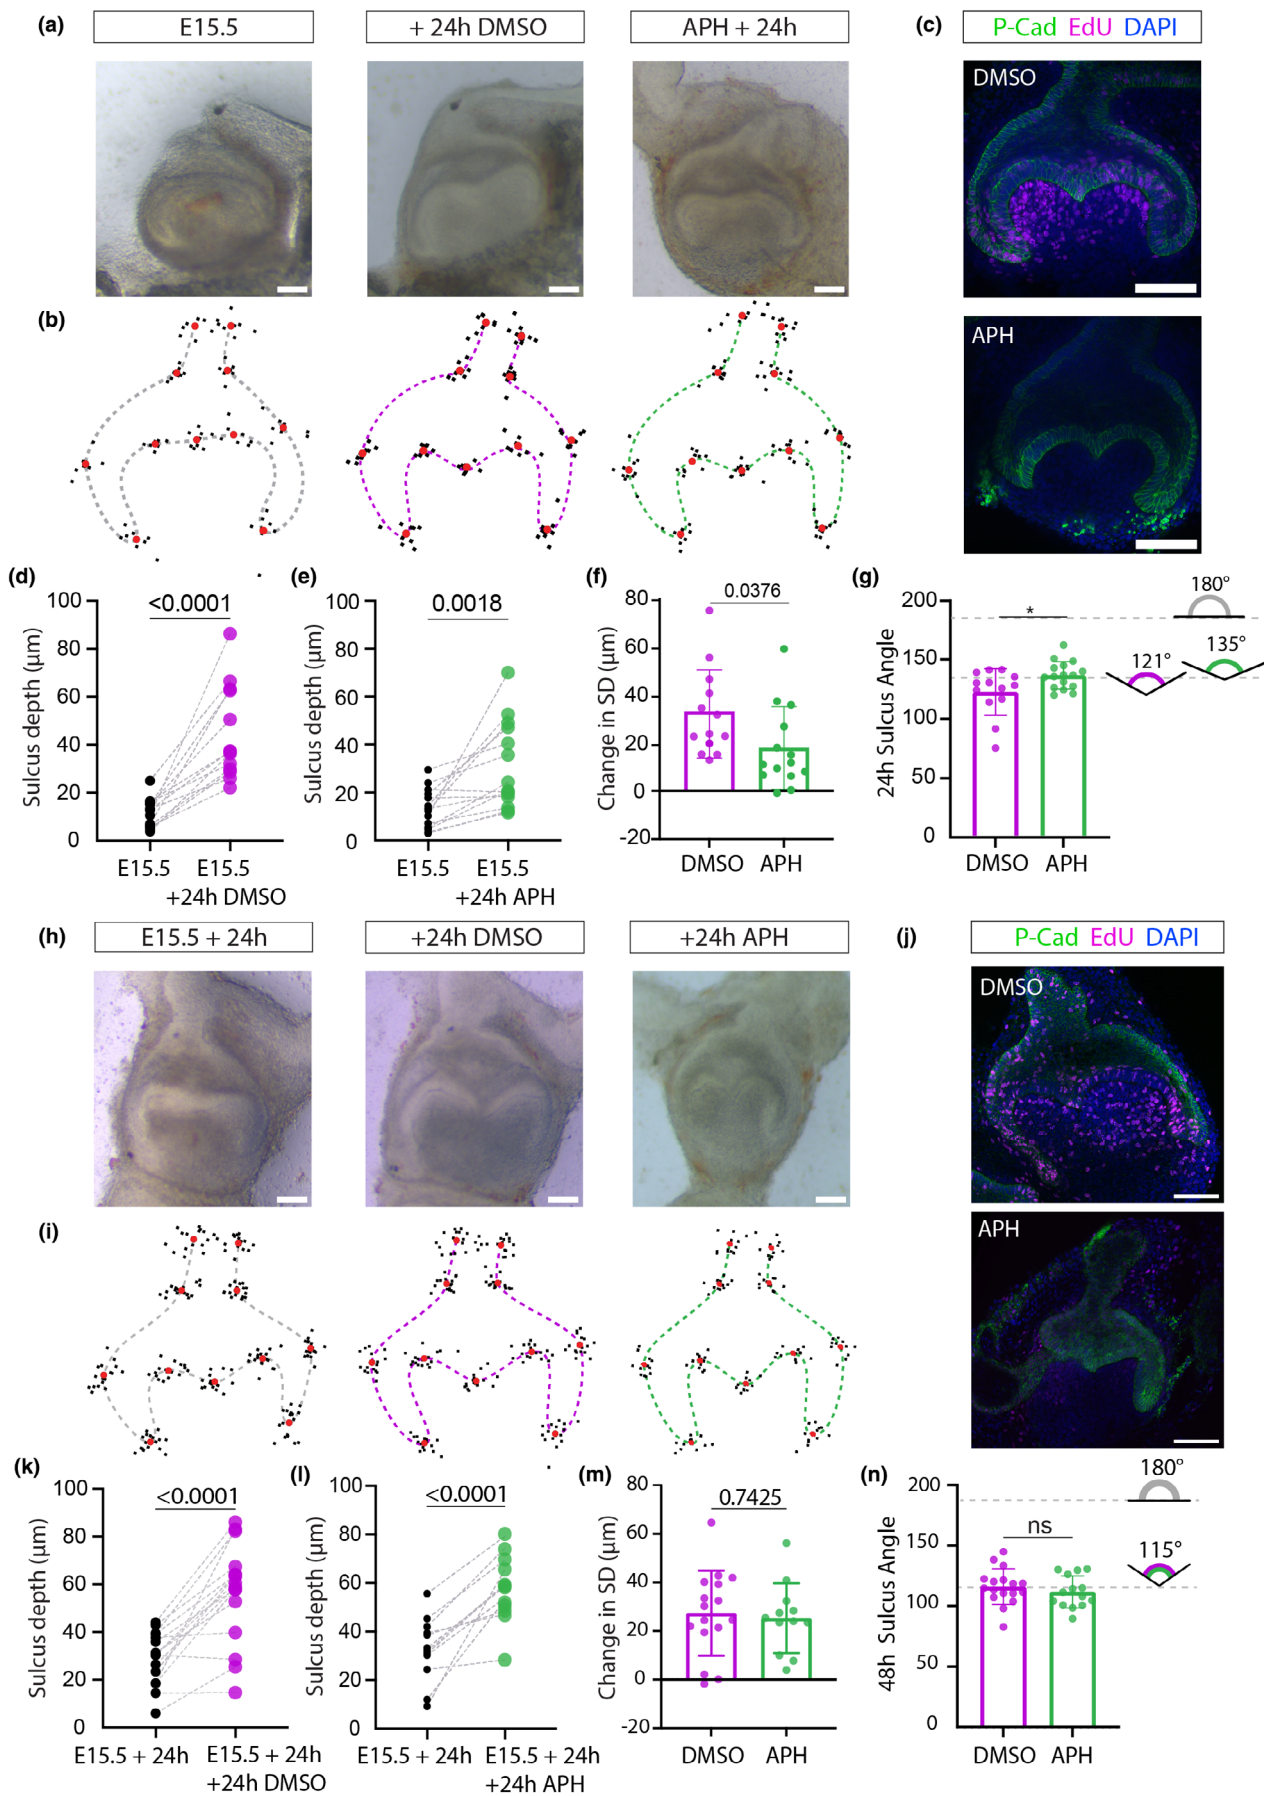 (a) E15.5 + 24h DMSO APH + 24h (c) P-Cad EdU DAPI
DMSO
(b)
APH
(d) (e) (f) (g)
Sulcus depth (μm)
100
80
60
40
20
0
<0.0001
E15.5 E15.5
+24h DMSO
Sulcus depth (μm)
100
80
60
40
20
0
0.0018
E15.5 E15.5
+24h APH
Change in SD (μm)
80
60
40
20
0
-20
0.0376
DMSO APH
24h Sulcus Angle
200
150
100
50
0
*
DMSO APH
180°
135°
121°
(h) E15.5 + 24h +24h DMSO +24h APH (j) P-Cad EdU DAPI
DMSO
(i)
APH
(k) (l) (m) (n)
Sulcus depth (μm)
100
80
60
40
20
0
<0.0001
E15.5 + 24h E15.5 + 24h
+24h DMSO
Sulcus depth (μm)
100
80
60
40
20
0
<0.0001
E15.5 + 24h E15.5 + 24h
+24h APH
Change in SD (μm)
80
60
40
20
0
-20
0.7425
DMSO APH
48h Sulcus Angle
200
150
100
50
0
ns
DMSO APH
180°
115°